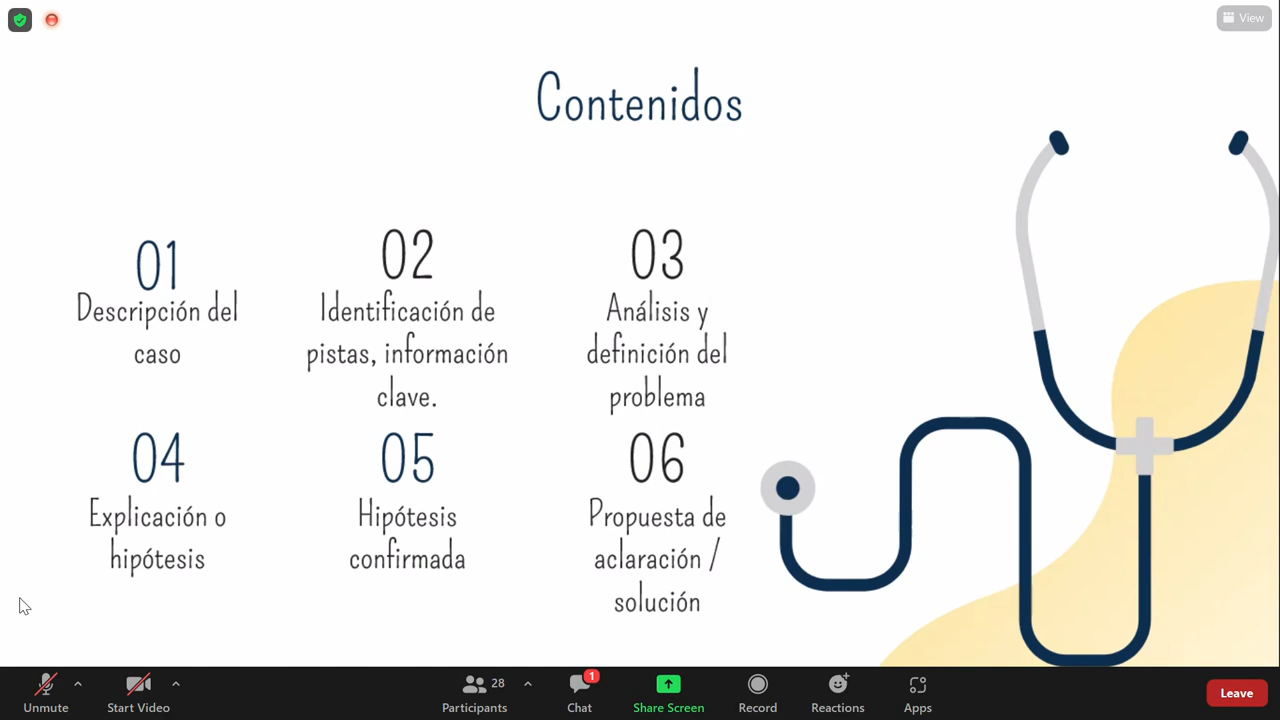 View
Contenidos
01
Descripción del
caso
02
Identificación de
pistas, información
clave.
03
Análisis y
definición del
problema
04
Explicación o
hipótesis
05
Hipótesis
confirmada
06
Propuesta de
aclaración /
solución
Unmute
Start Video
28
Participants
1
Chat
Share Screen
Record
Reactions
Apps
Leave